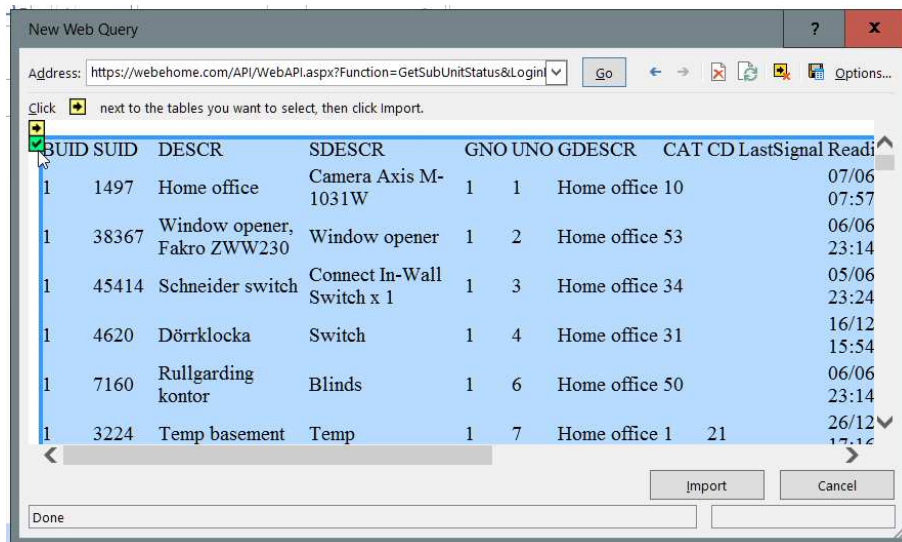 New Web Query
? x
Address: https://webehome.com/API/WebAPI.aspx?Function=GetSubUnitStatus&LoginI Go Options...
Click next to the tables you want to select, then click Import.
BUID SUID DESCR SDESCR GNO UNO GDESCR CAT CD LastSignal Readi
1 1497 Home office Camera Axis M-1031W 1 1 Home office 10 07/06 07:57
1 38367 Window opener, Fakro ZWW230 Window opener 1 2 Home office 53 06/06 23:14
1 45414 Schneider switch Connect In-Wall Switch x 1 1 3 Home office 34 05/06 23:24
1 4620 Dörrklocka Switch 1 4 Home office 31 16/12 15:54
1 7160 Rullgarding kontor Blinds 1 6 Home office 50 06/06 23:14
1 3224 Temp basement Temp 1 7 Home office 1 21 26/12
Import Cancel
Done